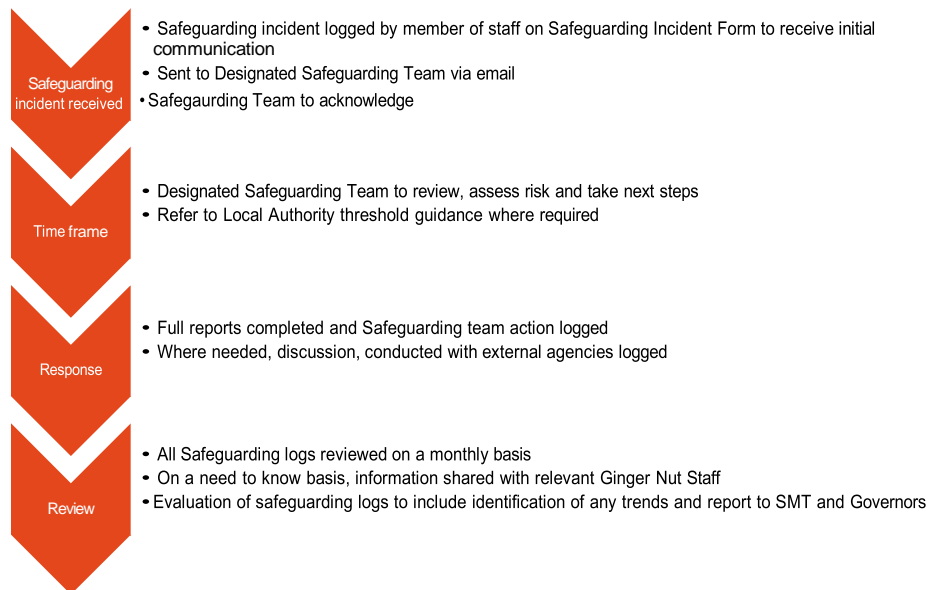 Safeguarding
incident received
• Safeguarding incident logged by member of staff on Safeguarding Incident Form to receive initial
communication
• Sent to Designated Safeguarding Team via email
• Safegaurding Team to acknowledge
Time frame
• Designated Safeguarding Team to review, assess risk and take next steps
• Refer to Local Authority threshold guidance where required
Response
• Full reports completed and Safeguarding team action logged
• Where needed, discussion, conducted with external agencies logged
Review
• All Safeguarding logs reviewed on a monthly basis
• On a need to know basis, information shared with relevant Ginger Nut Staff
• Evaluation of safeguarding logs to include identification of any trends and report to SMT and Governors